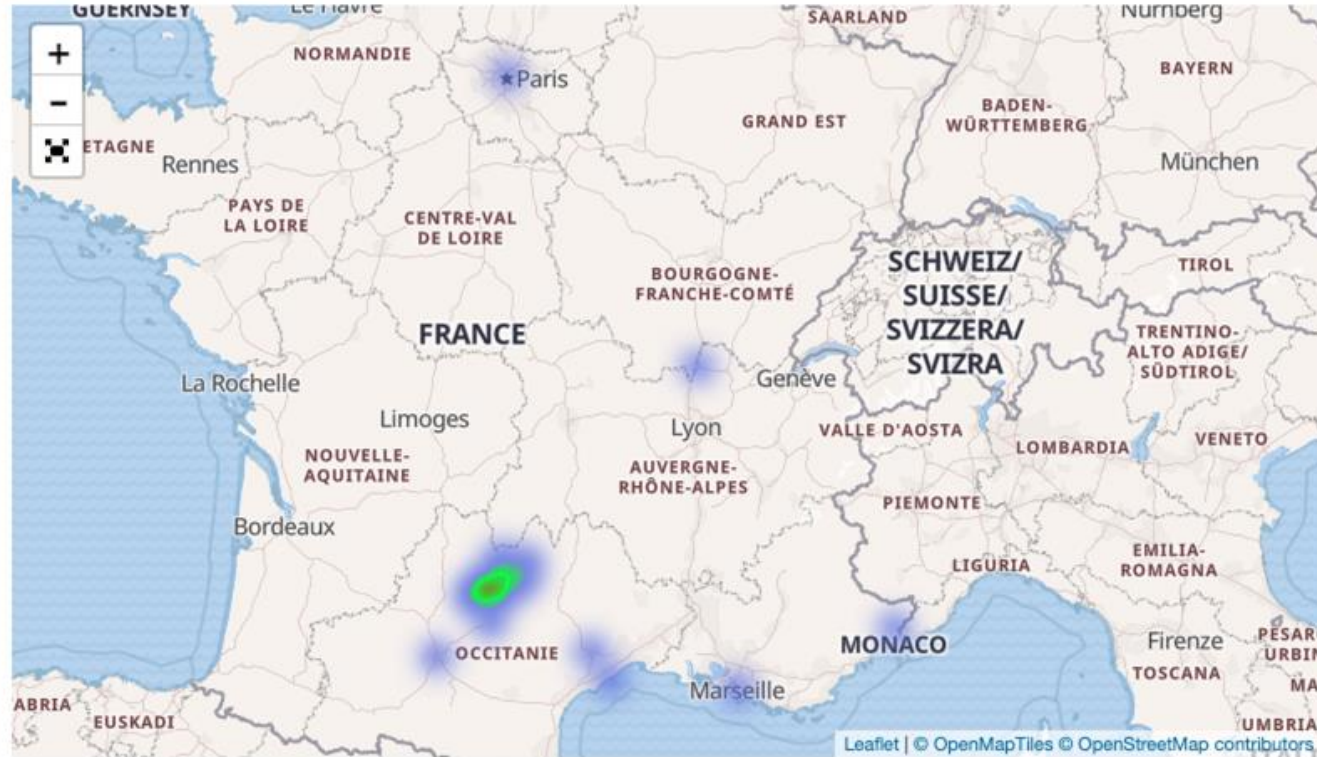 GUERNSEY
Le Havre
SAARLAND
Nürnberg
+
−
NORMANDIE
Paris
BAYERN
BADEN-
WÜRTTEMBERG
GRAND EST
ETAGNE
Rennes
München
PAYS DE
LA LOIRE
CENTRE-VAL
DE LOIRE
SCHWEIZ/
SUISSE/
SVIZZERA/
SVIZRA
TIROL
BOURGOGNE-
FRANCHE-COMTÉ
FRANCE
TRENTINO-
ALTO ADIGE/
SÜDTIROL
La Rochelle
Genève
Limoges
Lyon
VALLE D'AOSTA
LOMBARDIA
VENETO
NOUVELLE-
AQUITAINE
AUVERGNE-
RHÔNE-ALPES
PIEMONTE
Bordeaux
EMILIA-
ROMAGNA
LIGURIA
OCCITANIE
MONACO
Firenze
PESAR
URBIN
TOSCANA
Marseille
MA
ABRIA
EUSKADI
UMBRIA
Leaflet | © OpenMapTiles © OpenStreetMap contributors